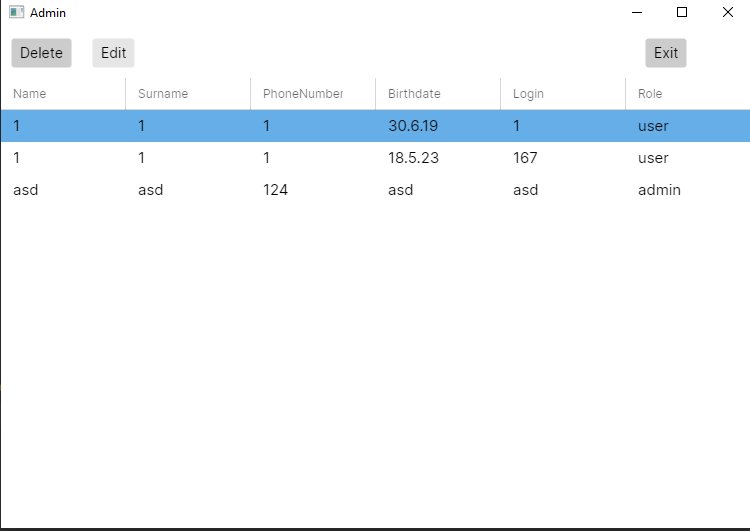 Admin
Delete Edit Exit
Name Surname PhoneNumber Birthdate Login Role
1 1 1 30.6.19 1 user
1 1 1 18.5.23 167 user
asd asd 124 asd asd admin